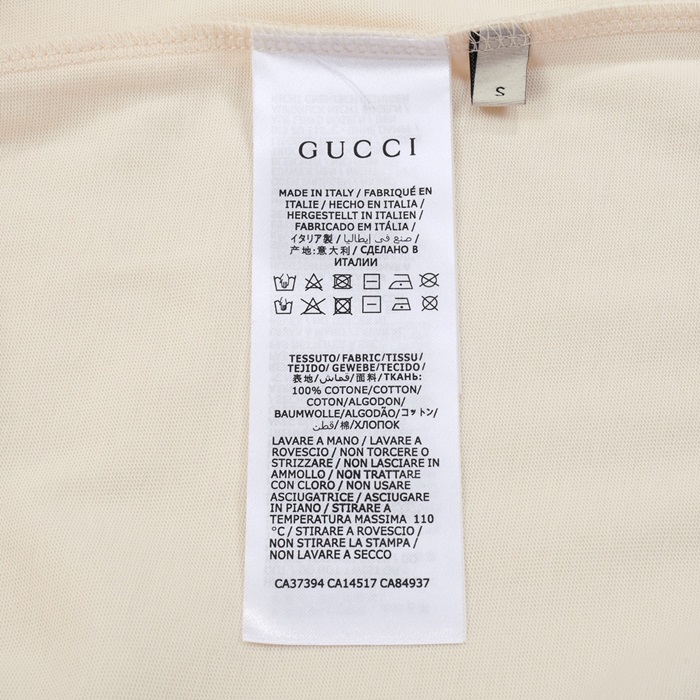 S
GUCCI
MADE IN ITALY / FABRIQUÉ EN
ITALIE / HECHO EN ITALIA /
HERGESTELLT IN ITALIEN /
FABRICADO EM ITÁLIA /
イタリア製 / صنع في إيطاليا /
产地:意大利 / СДЕЛАНО В
ИТАЛИИ
TESSUTO/FABRIC/TISSU/
TEJIDO/ GEWEBE/TECIDO/
表地/قماش/面料/ТКАНЬ:
100% COTONE/COTTON/
COTON/ALGODON/
BAUMWOLLE/ALGODÃO/コットン/
قطن/棉/ХЛОПОК
LAVARE A MANO / LAVARE A
ROVESCIO / NON TORCERE O
STRIZZARE / NON LASCIARE IN
AMMOLLO / NON TRATTARE
CON CLORO / NON USARE
ASCIUGATRICE / ASCIUGARE
IN PIANO / STIRARE A
TEMPERATURA MASSIMA 110
°C / STIRARE A ROVESCIO /
NON STIRARE LA STAMPA /
NON LAVARE A SECCO
CA37394 CA14517 CA84937